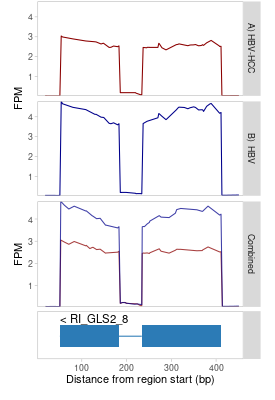 4
3
2
1
FPM
A) HBV-HCC
4
3
2
1
B) HBV
4
3
2
1
FPM
Combined
< RI_GLS2_8
100 200 300 400
Distance from region start (bp)